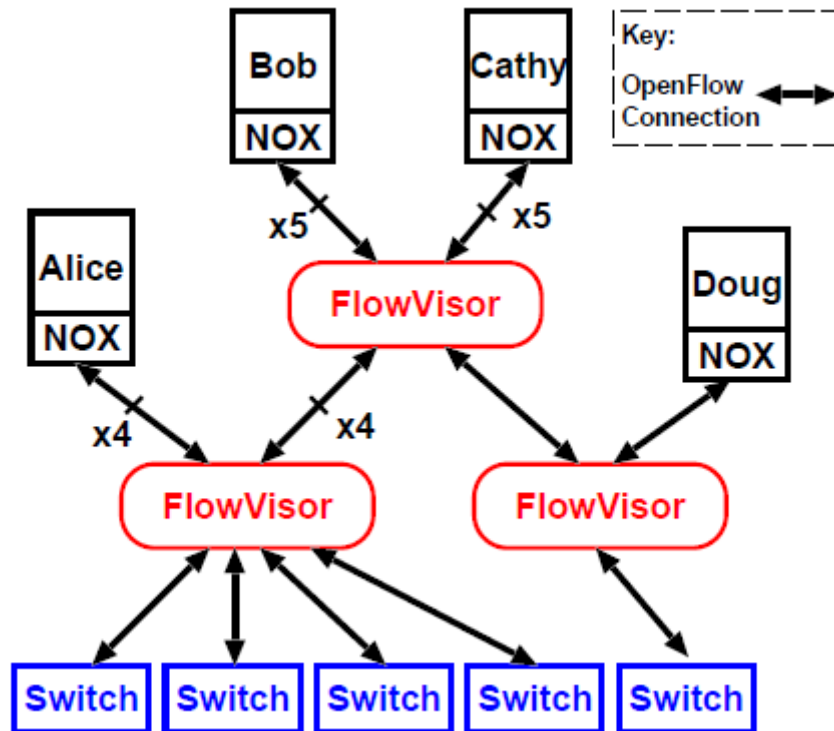 Bob
NOX
Cathy
NOX
Key:
OpenFlow
Connection
x5
x5
Alice
NOX
FlowVisor
Doug
NOX
x4
x4
FlowVisor
FlowVisor
Switch
Switch
Switch
Switch
Switch